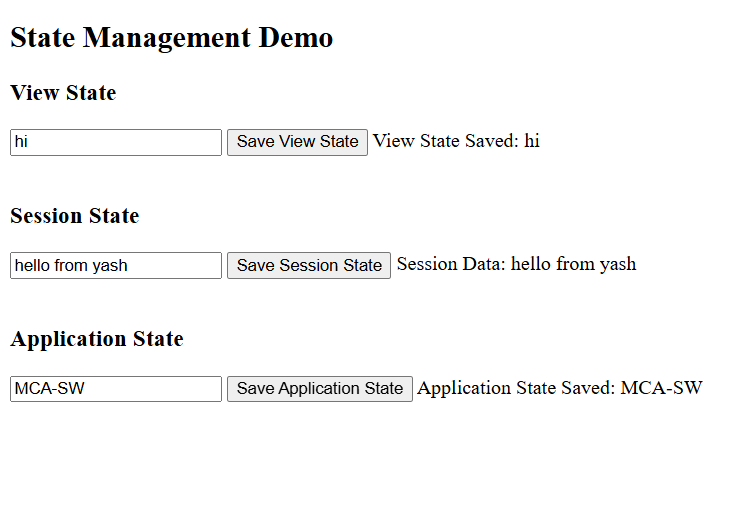 State Management Demo
View State
hi Save View State View State Saved: hi
Session State
hello from yash Save Session State Session Data: hello from yash
Application State
MCA-SW Save Application State Application State Saved: MCA-SW